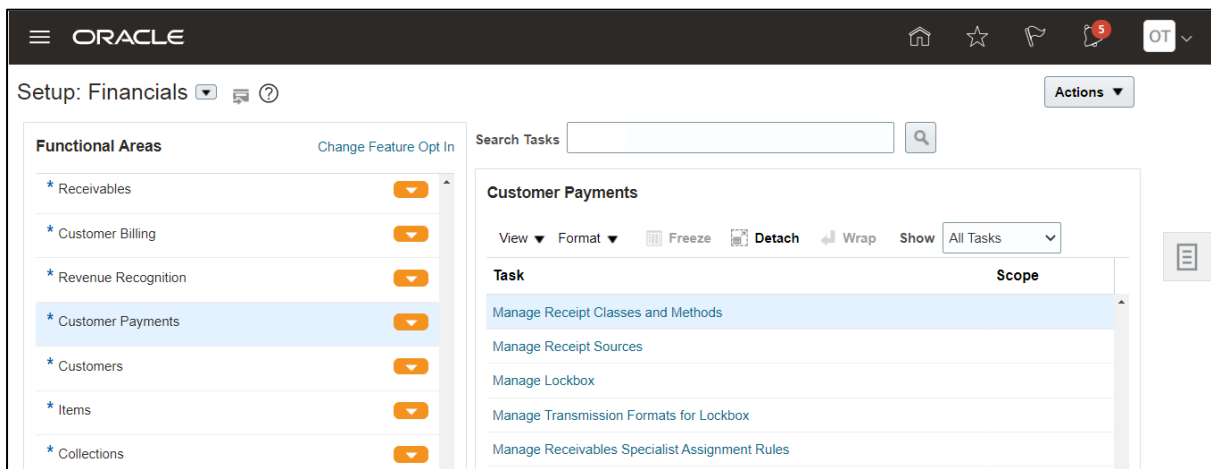 ORACLE
5
OT
Setup: Financials
Actions
Functional Areas
Change Feature Opt In
* Receivables
* Customer Billing
* Revenue Recognition
* Customer Payments
* Customers
* Items
* Collections
Search Tasks
Customer Payments
View Format Freeze Detach Wrap Show All Tasks
Task Scope
Manage Receipt Classes and Methods
Manage Receipt Sources
Manage Lockbox
Manage Transmission Formats for Lockbox
Manage Receivables Specialist Assignment Rules